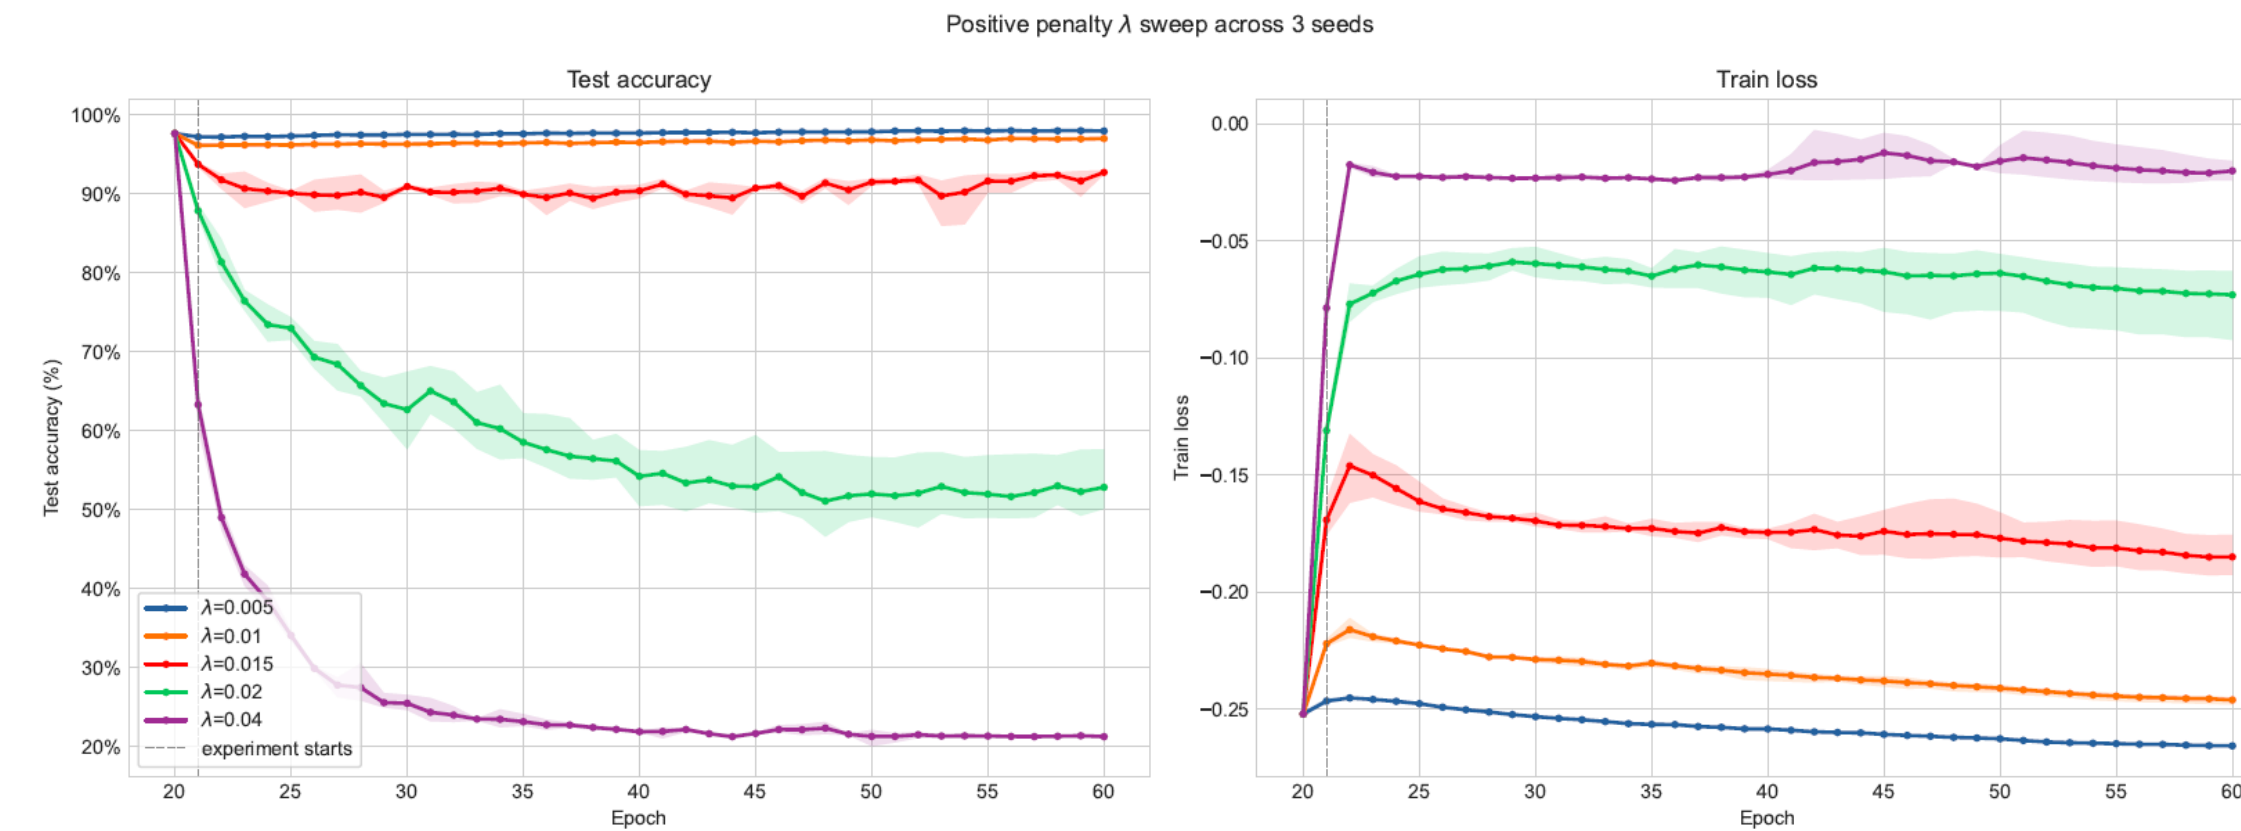 Positive penalty λ sweep across 3 seeds
Test accuracy
100%
90%
80%
70%
60%
50%
40%
30%
20%
Test accuracy (%)
λ=0.005
λ=0.01
λ=0.015
λ=0.02
λ=0.04
experiment starts
20 25 30 35 40 45 50 55 60
Epoch
Train loss
0.00
−0.05
−0.10
−0.15
−0.20
−0.25
Train loss
20 25 30 35 40 45 50 55 60
Epoch